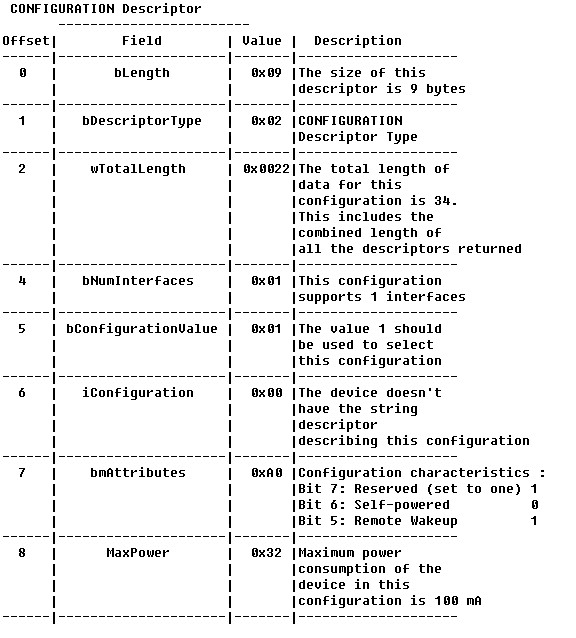 CONFIGURATION Descriptor
------------------------
Offset| Field | Value | Description
------|----------------------|-------|--------------------
0 | bLength | 0x09 |The size of this
| | |descriptor is 9 bytes
------|----------------------|-------|--------------------
1 | bDescriptorType | 0x02 |CONFIGURATION
| | |Descriptor Type
------|----------------------|-------|--------------------
2 | wTotalLength | 0x0022|The total length of
| | |data for this
| | |configuration is 34.
| | |This includes the
| | |combined length of
| | |all the descriptors returned
------|----------------------|-------|--------------------
4 | bNumInterfaces | 0x01 |This configuration
| | |supports 1 interfaces
------|----------------------|-------|--------------------
5 | bConfigurationValue | 0x01 |The value 1 should
| | |be used to select
| | |this configuration
------|----------------------|-------|--------------------
6 | iConfiguration | 0x00 |The device doesn't
| | |have the string
| | |descriptor
| | |describing this configuration
------|----------------------|-------|--------------------
7 | bmAttributes | 0xA0 |Configuration characteristics :
| | |Bit 7: Reserved (set to one) 1
| | |Bit 6: Self-powered 0
| | |Bit 5: Remote Wakeup 1
------|----------------------|-------|--------------------
8 | MaxPower | 0x32 |Maximum power
| | |consumption of the
| | |device in this
| | |configuration is 100 mA
------|----------------------|-------|--------------------